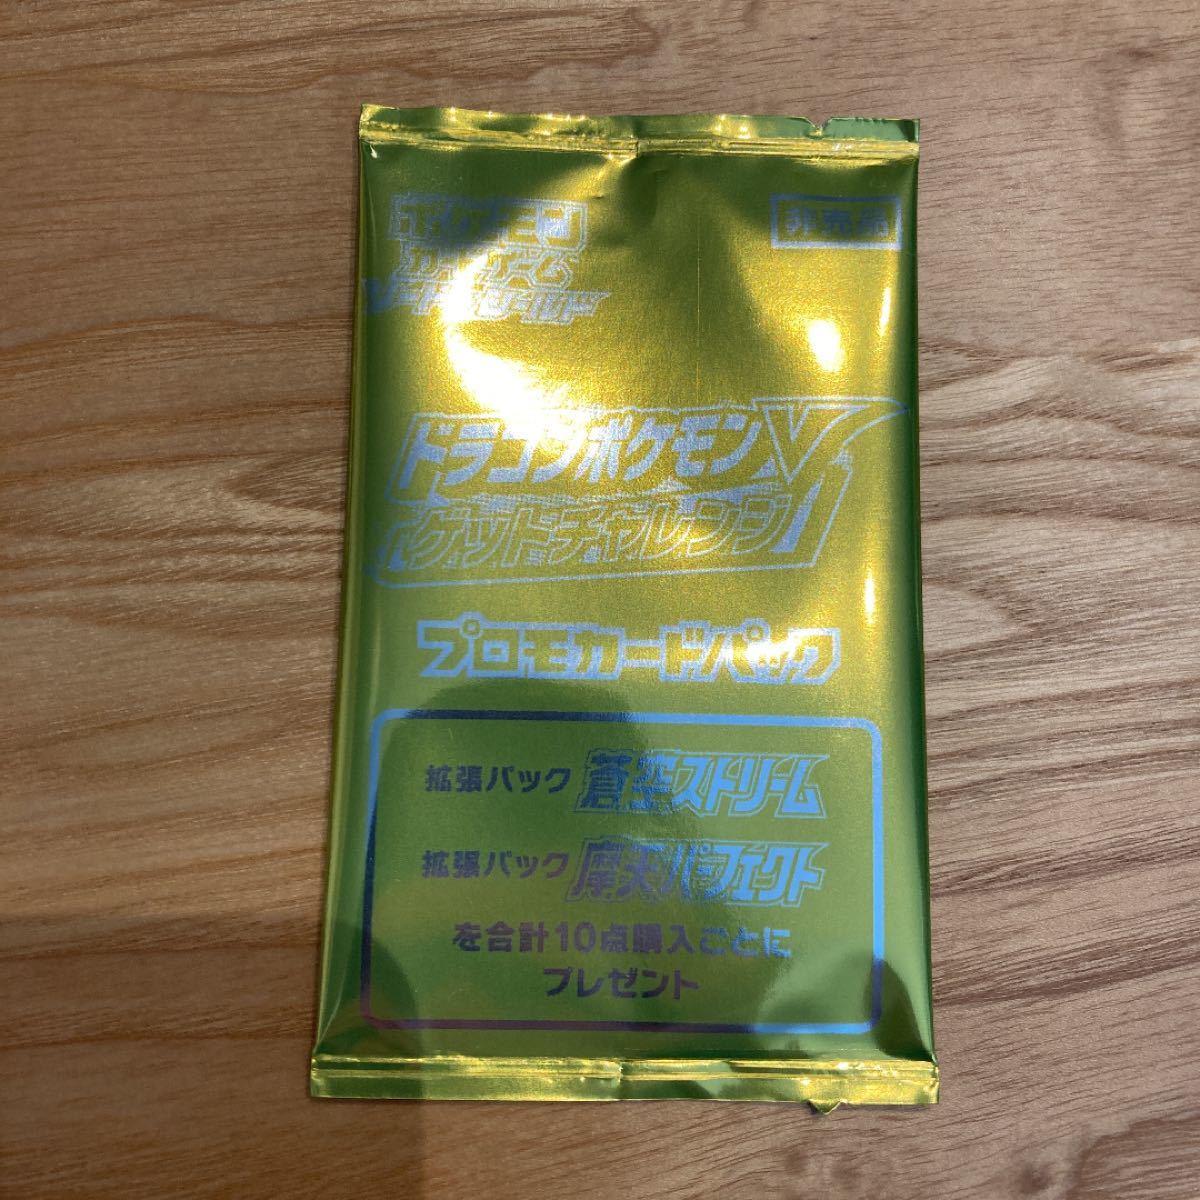 ポケモン
カードゲーム
ソード&シールド
非売品
ドラゴンポケモンV
ゲットチャレンジ
プロモカードパック
拡張パック 蒼空ストリーム
拡張パック 摩天パーフェクト
を合計10点購入ごとに
プレゼント